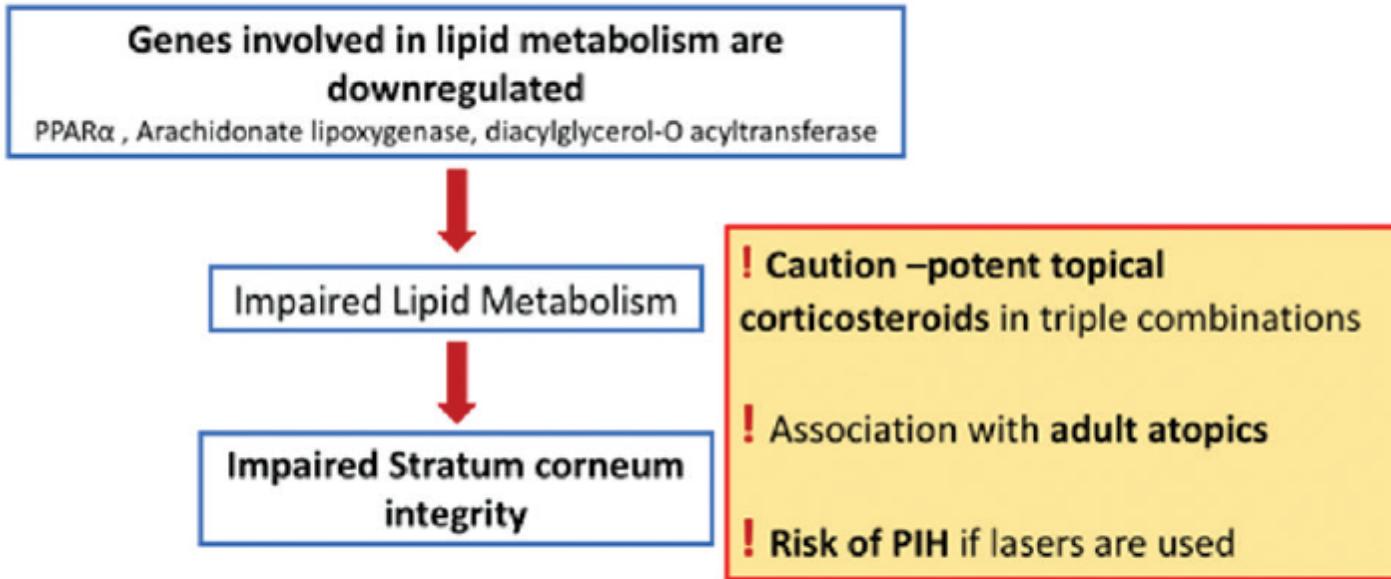 Genes involved in lipid metabolism are
downregulated
PPARα , Arachidonate lipoxygenase, diacylglycerol-O acyltransferase
Impaired Lipid Metabolism
Impaired Stratum corneum
integrity
! Caution –potent topical
corticosteroids in triple combinations
! Association with adult atopics
! Risk of PIH if lasers are used